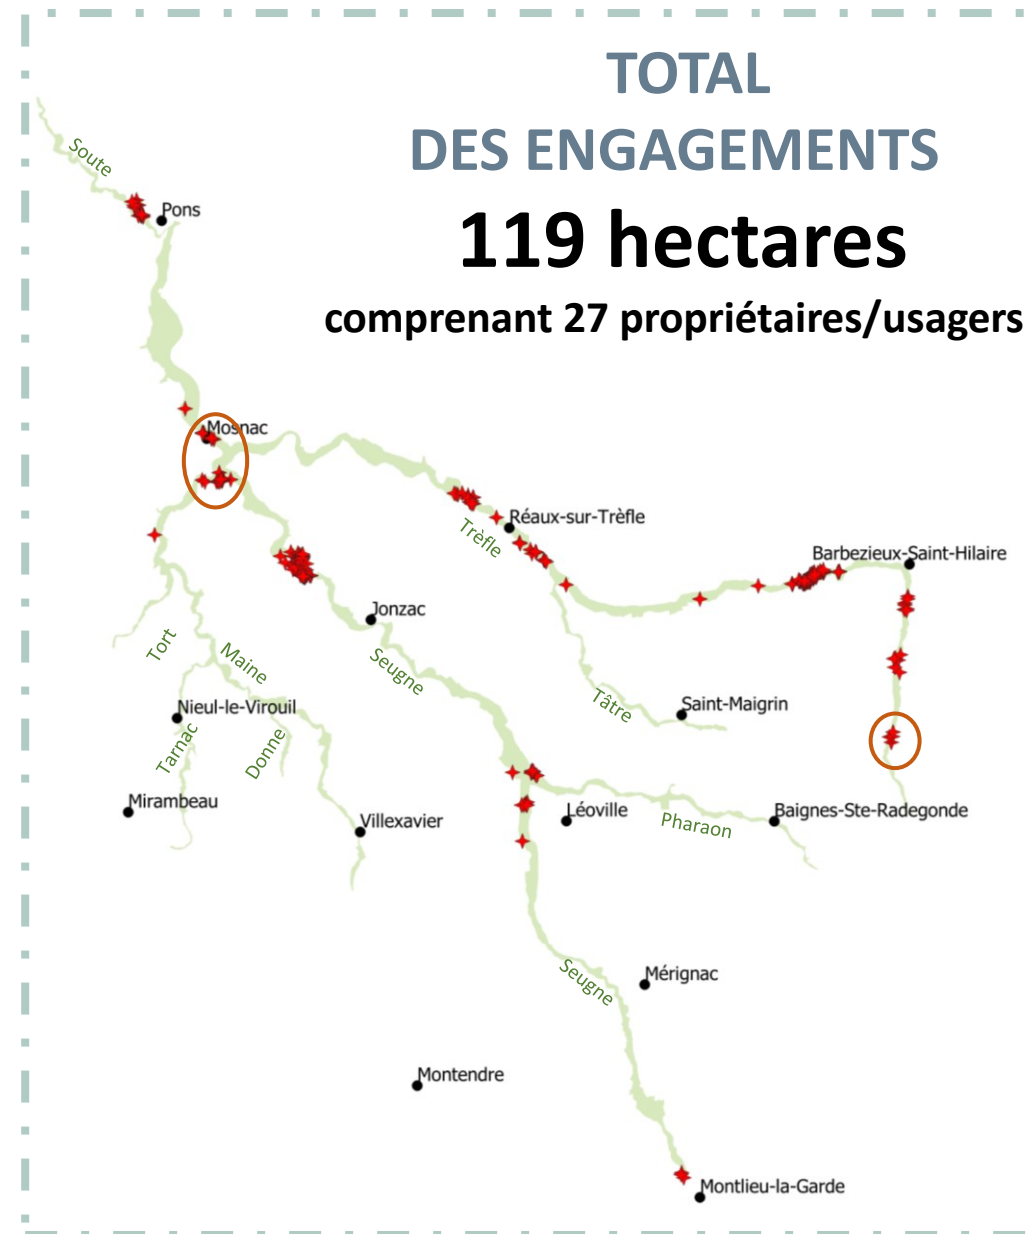 TOTAL
DES ENGAGEMENTS
119 hectares
comprenant 27 propriétaires/usagers
Soute
Pons
Mosnac
Réaux-sur-Trèfle
Trèfle
Barbezieux-Saint-Hilaire
Jonzac
Tort
Maine
Seugne
Tâtre
Saint-Maigrin
Nieul-le-Virouil
Tarnac
Donne
Mirambeau
Villexavier
Léoville
Pharaon
Baignes-Ste-Radegonde
Seugne
Mérignac
Montendre
Montlieu-la-Garde